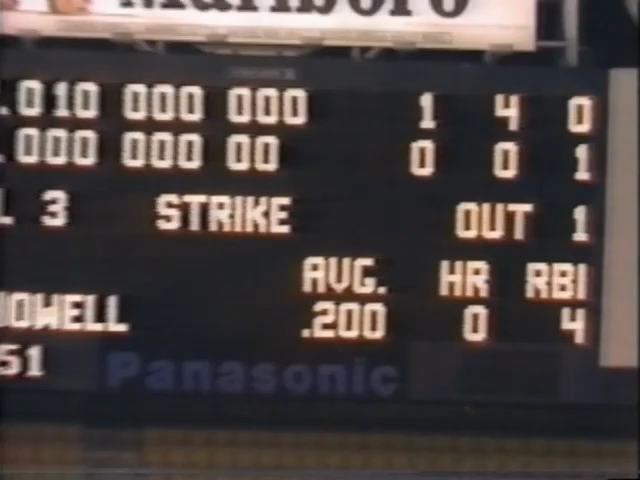 Marlboro
.010 000 000 1 4 0
.000 000 00 0 0 1
L 3 STRIKE OUT 1
AVG. HR RBI
OWELL .200 0 4
51
Panasonic